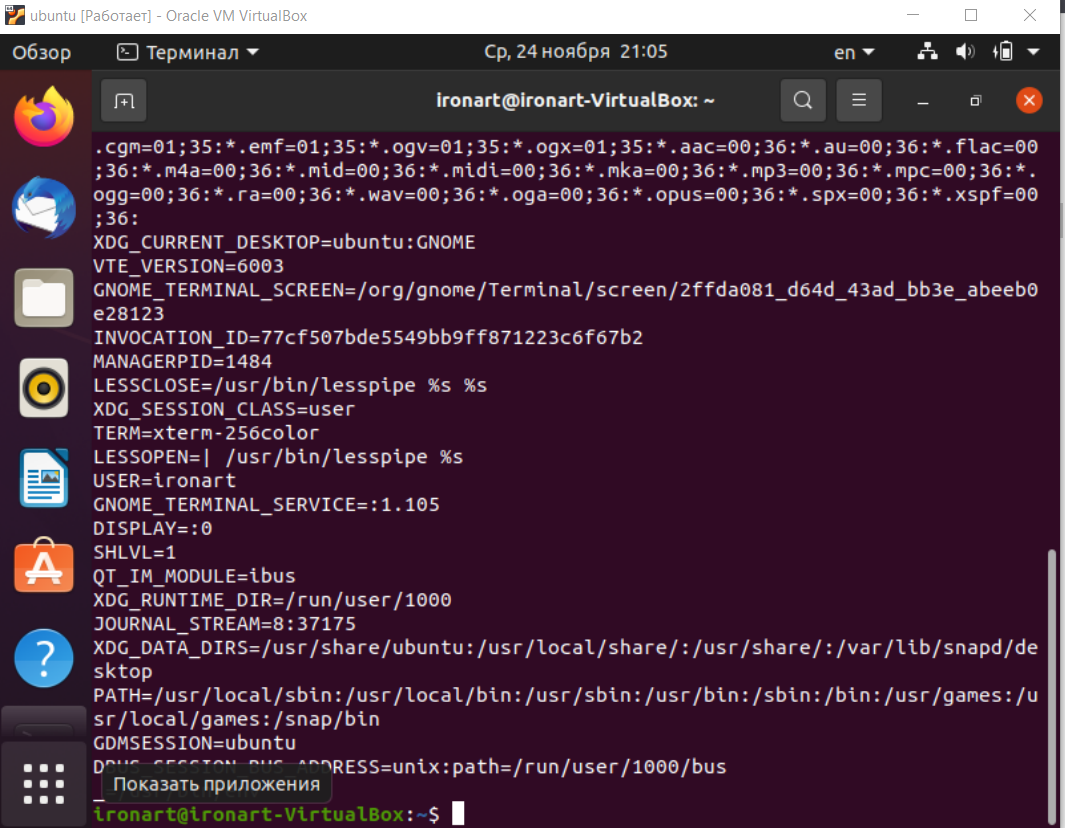 ubuntu [Работает] - Oracle VM VirtualBox
Обзор Терминал Ср, 24 ноября 21:05 en
ironart@ironart-VirtualBox: ~
.cgm=01;35:*.emf=01;35:*.ogv=01;35:*.ogx=01;35:*.aac=00;36:*.au=00;36:*.flac=00
;36:*.m4a=00;36:*.mid=00;36:*.midi=00;36:*.mka=00;36:*.mp3=00;36:*.mpc=00;36:*.
ogg=00;36:*.ra=00;36:*.wav=00;36:*.oga=00;36:*.opus=00;36:*.spx=00;36:*.xspf=00
;36:
XDG_CURRENT_DESKTOP=ubuntu:GNOME
VTE_VERSION=6003
GNOME_TERMINAL_SCREEN=/org/gnome/Terminal/screen/2ffda081_d64d_43ad_bb3e_abeeb0
e28123
INVOCATION_ID=77cf507bde5549bb9ff871223c6f67b2
MANAGERPID=1484
LESSCLOSE=/usr/bin/lesspipe %s %s
XDG_SESSION_CLASS=user
TERM=xterm-256color
LESSOPEN=| /usr/bin/lesspipe %s
USER=ironart
GNOME_TERMINAL_SERVICE=:1.105
DISPLAY=:0
SHLVL=1
QT_IM_MODULE=ibus
XDG_RUNTIME_DIR=/run/user/1000
JOURNAL_STREAM=8:37175
XDG_DATA_DIRS=/usr/share/ubuntu:/usr/local/share/:/usr/share/:/var/lib/snapd/de
sktop
PATH=/usr/local/sbin:/usr/local/bin:/usr/sbin:/usr/bin:/sbin:/bin:/usr/games:/u
sr/local/games:/snap/bin
GDMSESSION=ubuntu
DBUS_SESSION_BUS_ADDRESS=unix:path=/run/user/1000/bus
Показать приложения
ironart@ironart-VirtualBox:~$